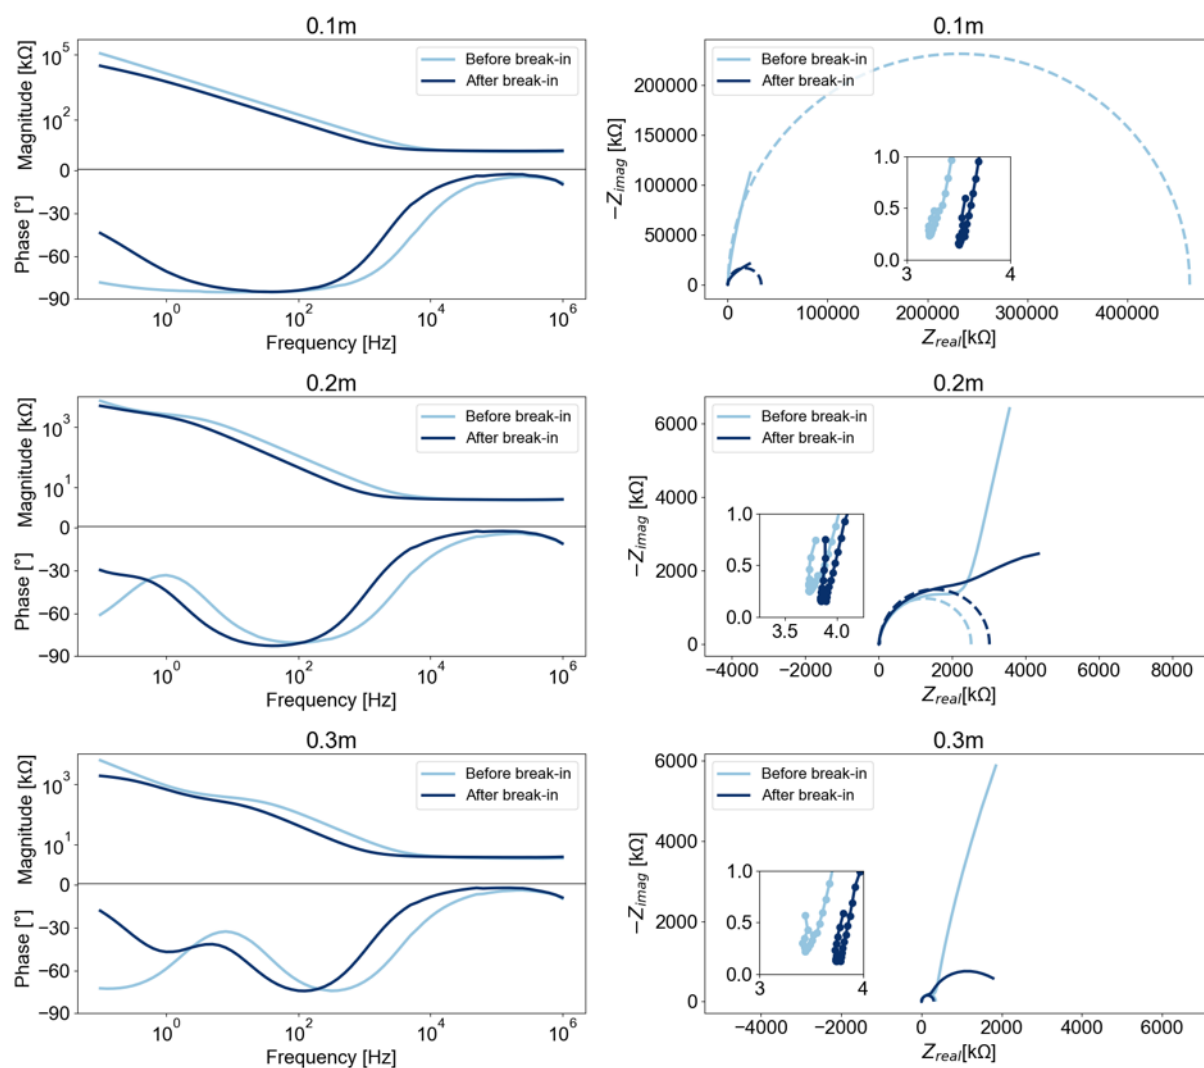 0.1m
Magnitude [kΩ]
10^5
10^2
Before break-in
After break-in
Phase [°]
0
−30
−60
−90
10^0
10^2
10^4
10^6
Frequency [Hz]
0.1m
−Z_imag [kΩ]
200000
150000
100000
50000
0
Before break-in
After break-in
1.0
0.5
0.0
3
4
0
100000
200000
300000
400000
Z_real[kΩ]
0.2m
Magnitude [kΩ]
10^3
10^1
Before break-in
After break-in
Phase [°]
0
−30
−60
−90
10^0
10^2
10^4
10^6
Frequency [Hz]
0.2m
−Z_imag [kΩ]
6000
4000
2000
0
Before break-in
After break-in
1.0
0.5
0.0
3.5
4.0
−4000
−2000
0
2000
4000
6000
8000
Z_real[kΩ]
0.3m
Magnitude [kΩ]
10^3
10^1
Before break-in
After break-in
Phase [°]
0
−30
−60
−90
10^0
10^2
10^4
10^6
Frequency [Hz]
0.3m
−Z_imag [kΩ]
6000
4000
2000
0
Before break-in
After break-in
1.0
0.5
0.0
3
4
−4000
−2000
0
2000
4000
6000
Z_real[kΩ]